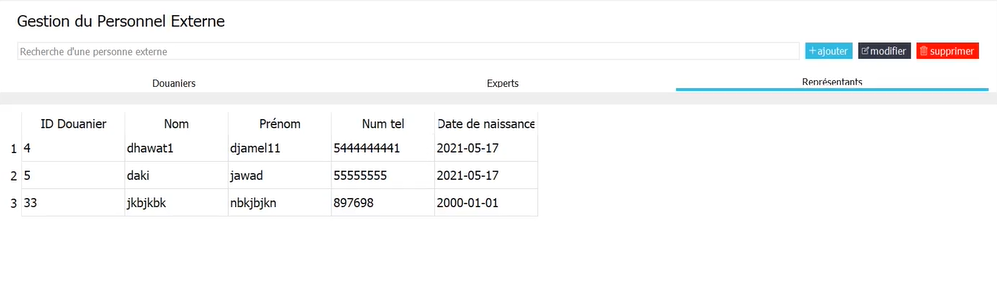 Gestion du Personnel Externe
Recherche d'une personne externe
+ajouter modifier supprimer
Douaniers Experts Représentants
ID Douanier Nom Prénom Num tel Date de naissance
1 4 dhawat1 djamel11 5444444441 2021-05-17
2 5 daki jawad 55555555 2021-05-17
3 33 jkbjkbk nbkjbjkn 897698 2000-01-01